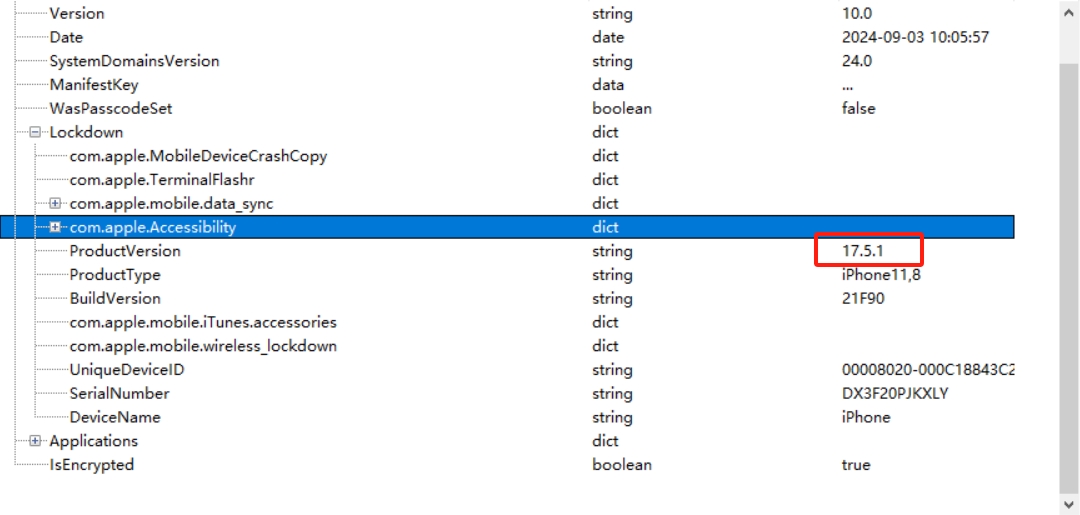 Version string 10.0
Date date 2024-09-03 10:05:57
SystemDomainsVersion string 24.0
ManifestKey data ...
WasPasscodeSet boolean false
Lockdown dict
com.apple.MobileDeviceCrashCopy dict
com.apple.TerminalFlashr dict
com.apple.mobile.data_sync dict
com.apple.Accessibility dict
ProductVersion string 17.5.1
ProductType string iPhone11,8
BuildVersion string 21F90
com.apple.mobile.iTunes.accessories dict
com.apple.mobile.wireless_lockdown dict
UniqueDeviceID string 00008020-000C18843C2
SerialNumber string DX3F20PJKXLY
DeviceName string iPhone
Applications dict
IsEncrypted boolean true